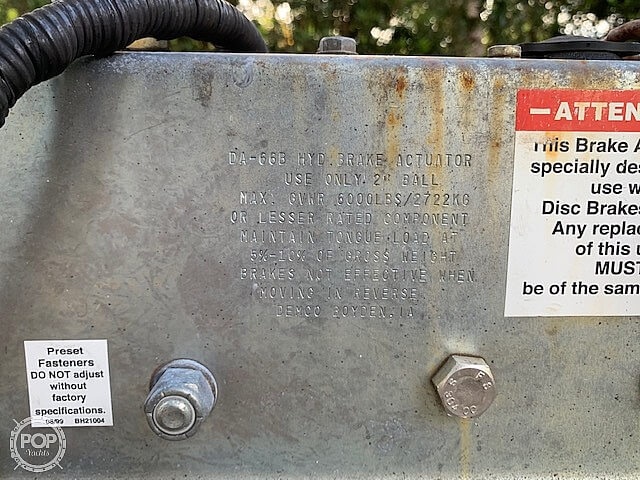 DA-66B HYD.BRAKE ACTUATOR
USE ONLY 2" BALL
MAX. GVWR 6000LBS/2722KG
OR LESSER RATED COMPONENT
MAINTAIN TONGUE LOAD AT
5%-10% OF GROSS WEIGHT
BRAKES NOT EFFECTIVE WHEN
MOVING IN REVERSE
DEMCO BOYDEN,IA
-ATTEN
This Brake A
specially des
use w
Disc Brakes
Any replac
of this u
MUST
be of the sam
Preset
Fasteners
DO NOT adjust
without
factory
specifications.
08/99 BH21004
POP
Yachts